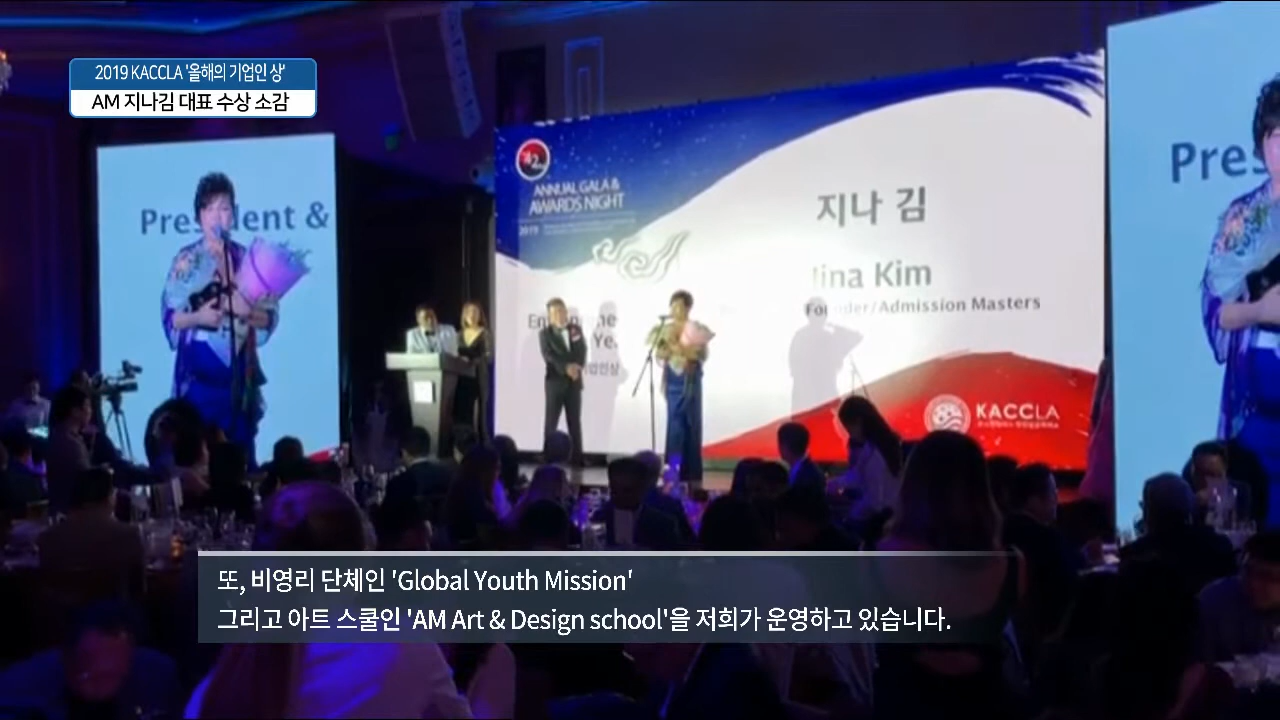 2019 KACCLA '올해의 기업인 상'
AM 지나김 대표 수상 소감
President &
Pres
42
ANNUAL GALA &
AWARDS NIGHT
2019
지나 김
Jina Kim
Founder/Admission Masters
Ye
KACCLA
또, 비영리 단체인 'Global Youth Mission'
그리고 아트 스쿨인 'AM Art & Design school'을 저희가 운영하고 있습니다.